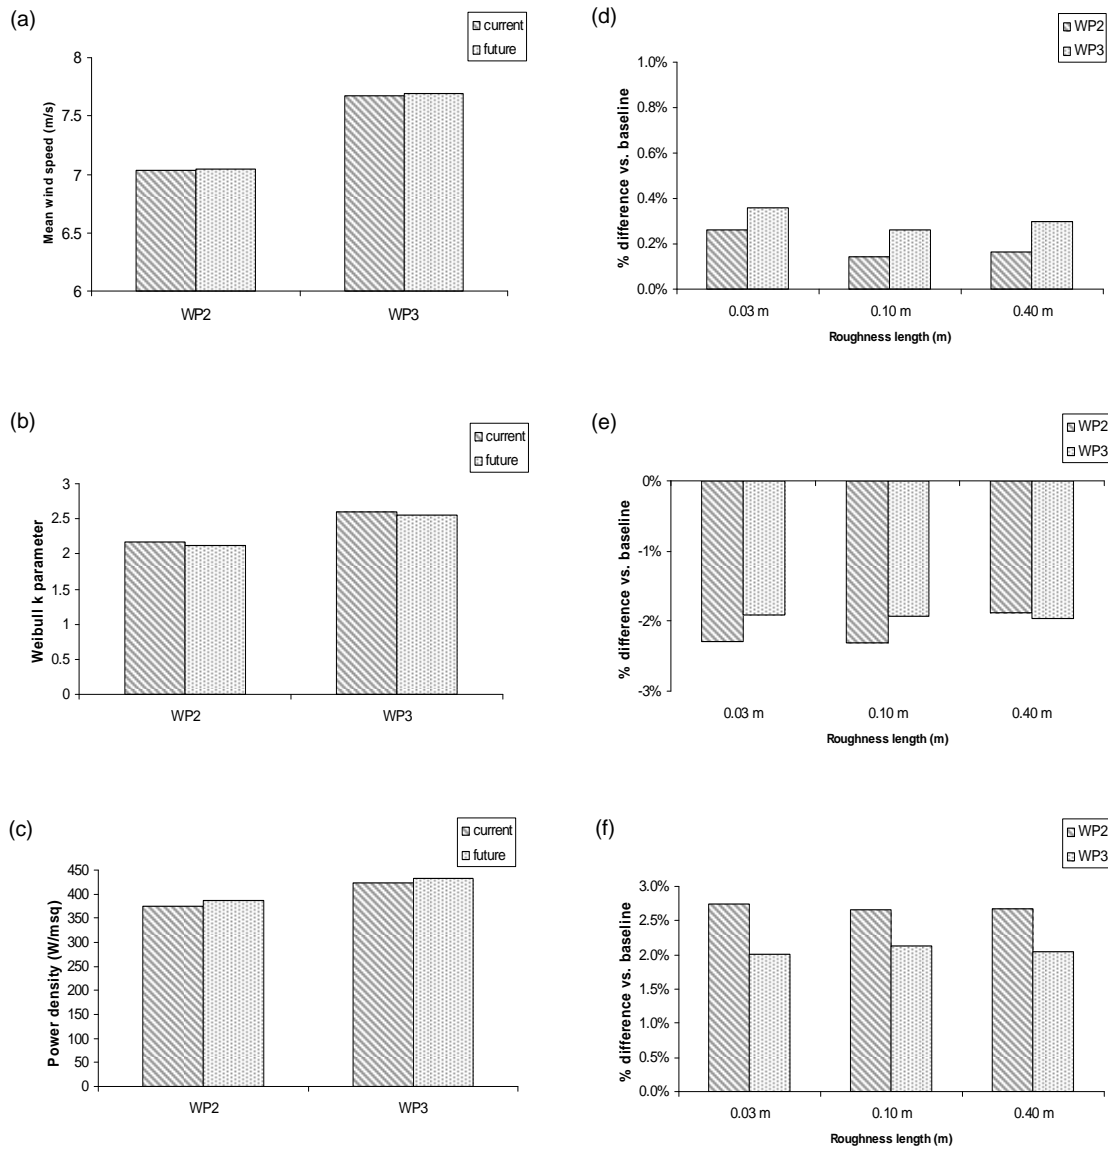 (a)
current
future
Mean wind speed (m/s)
8
7.5
7
6.5
6
WP2 WP3
(d)
WP2
WP3
% difference vs. baseline
1.0%
0.8%
0.6%
0.4%
0.2%
0.0%
0.03 m 0.10 m 0.40 m
Roughness length (m)
(b)
current
future
Weibull k parameter
3
2.5
2
1.5
1
0.5
0
WP2 WP3
(e)
WP2
WP3
% difference vs. baseline
0%
-1%
-2%
-3%
0.03 m 0.10 m 0.40 m
Roughness length (m)
(c)
current
future
Power density (W/msq)
450
400
350
300
250
200
150
100
50
0
WP2 WP3
(f)
WP2
WP3
% difference vs. baseline
3.0%
2.5%
2.0%
1.5%
1.0%
0.5%
0.0%
0.03 m 0.10 m 0.40 m
Roughness length (m)